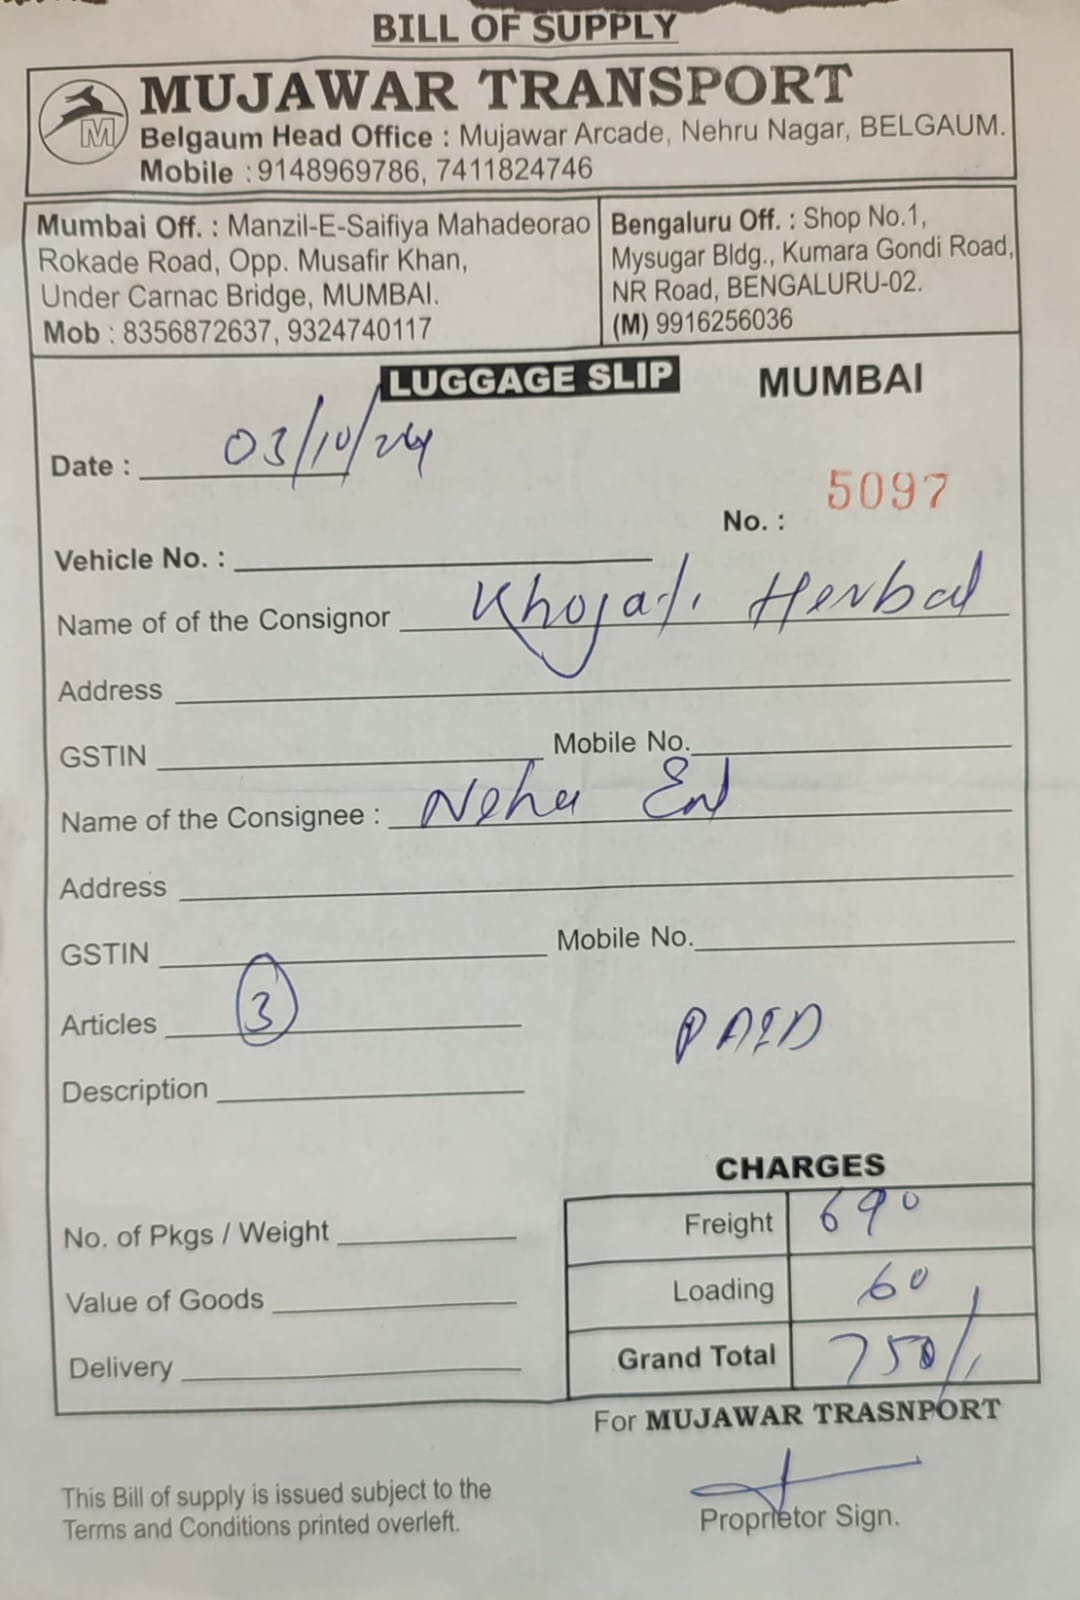 BILL OF SUPPLY
M
MUJAWAR TRANSPORT
Belgaum Head Office : Mujawar Arcade, Nehru Nagar, BELGAUM.
Mobile : 9148969786, 7411824746
Mumbai Off. : Manzil-E-Saifiya Mahadeorao
Rokade Road, Opp. Musafir Khan,
Under Carnac Bridge, MUMBAI.
Mob : 8356872637, 9324740117
Bengaluru Off. : Shop No.1,
Mysugar Bldg., Kumara Gondi Road,
NR Road, BENGALURU-02.
(M) 9916256036
LUGGAGE SLIP MUMBAI
Date : 03/10/24
No. : 5097
Vehicle No. :
Name of of the Consignor Khojati Herbal
Address
GSTIN Mobile No.
Name of the Consignee : Neha Ent
Address
GSTIN Mobile No.
Articles 3
PAID
Description
CHARGES
No. of Pkgs / Weight
Freight 690
Value of Goods
Loading 60
Delivery
Grand Total 750/-
For MUJAWAR TRASNPORT
This Bill of supply is issued subject to the
Terms and Conditions printed overleft.
Proprietor Sign.